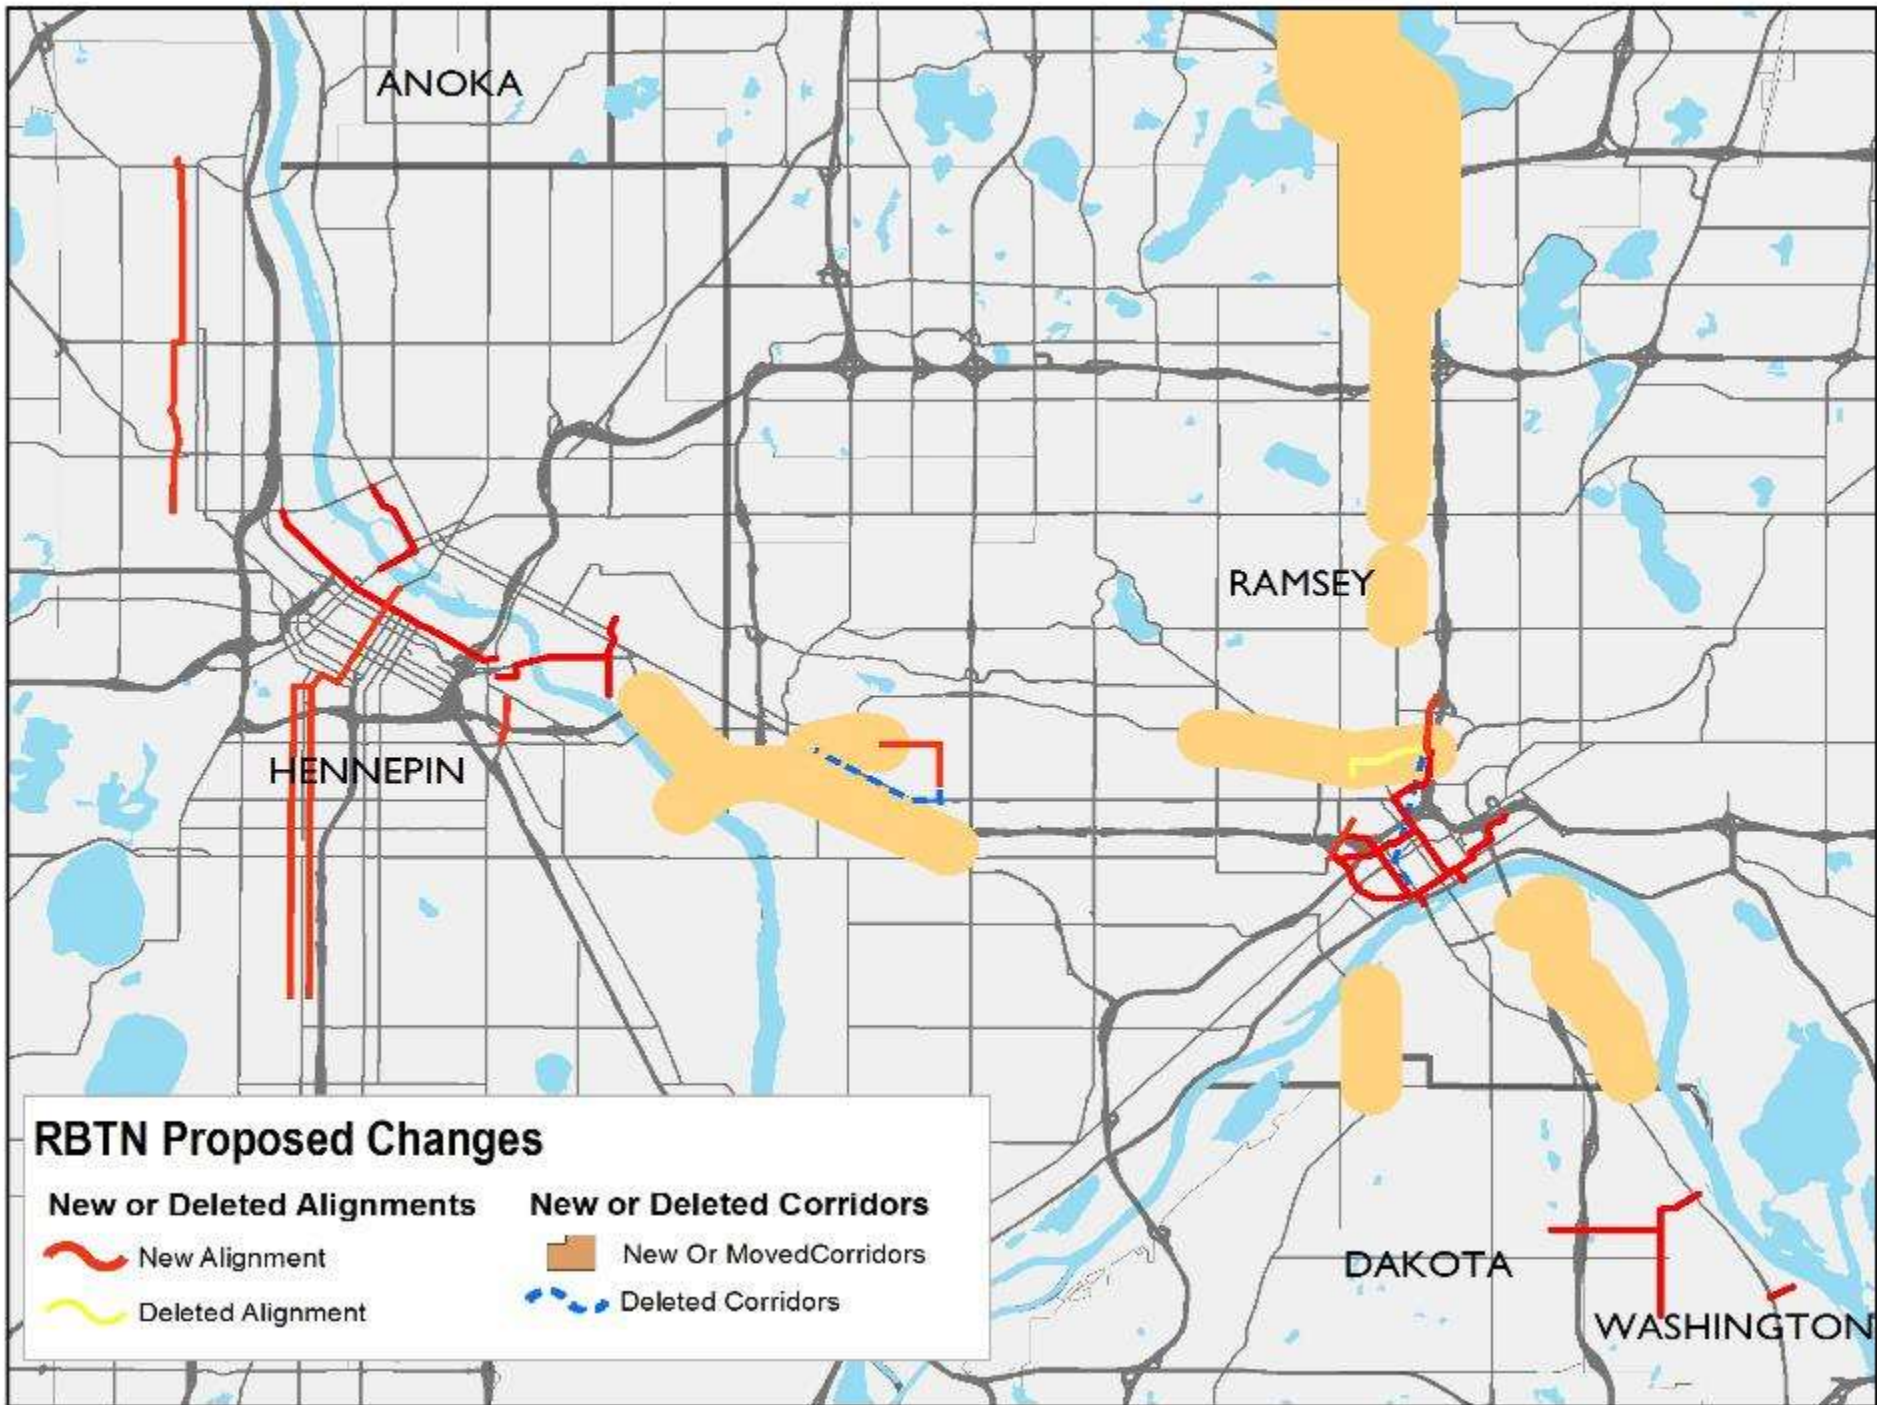 ANOKA
RAMSEY
HENNEPIN
RBTN Proposed Changes
New or Deleted Alignments
New Alignment
Deleted Alignment
New or Deleted Corridors
New Or MovedCorridors
Deleted Corridors
DAKOTA
WASHINGTON